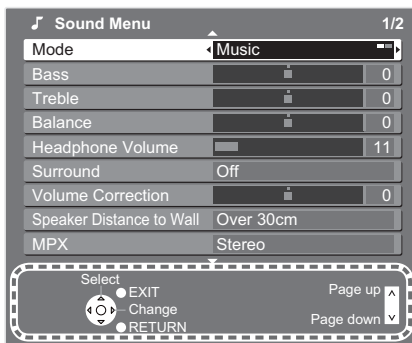 Sound Menu 1/2
Mode Music
Bass 0
Treble 0
Balance 0
Headphone Volume 11
Surround Off
Volume Correction 0
Speaker Distance to Wall Over 30cm
MPX Stereo
Select
EXIT
Change
RETURN
Page up
Page down